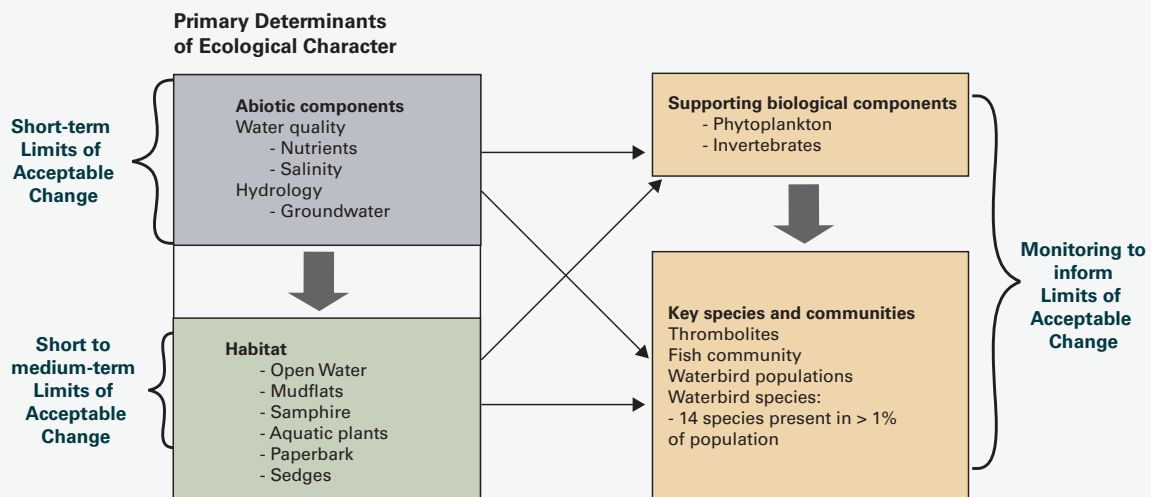 Primary Determinants
of Ecological Character
Short-term
Limits of
Acceptable
Change
Abiotic components
Water quality
- Nutrients
- Salinity
Hydrology
- Groundwater
Supporting biological components
- Phytoplankton
- Invertebrates
Short to
medium-term
Limits of
Acceptable
Change
Habitat
- Open Water
- Mudflats
- Samphire
- Aquatic plants
- Paperbark
- Sedges
Key species and communities
Thrombolites
Fish community
Waterbird populations
Waterbird species:
- 14 species present in > 1%
of population
Monitoring to
inform
Limits of
Acceptable
Change